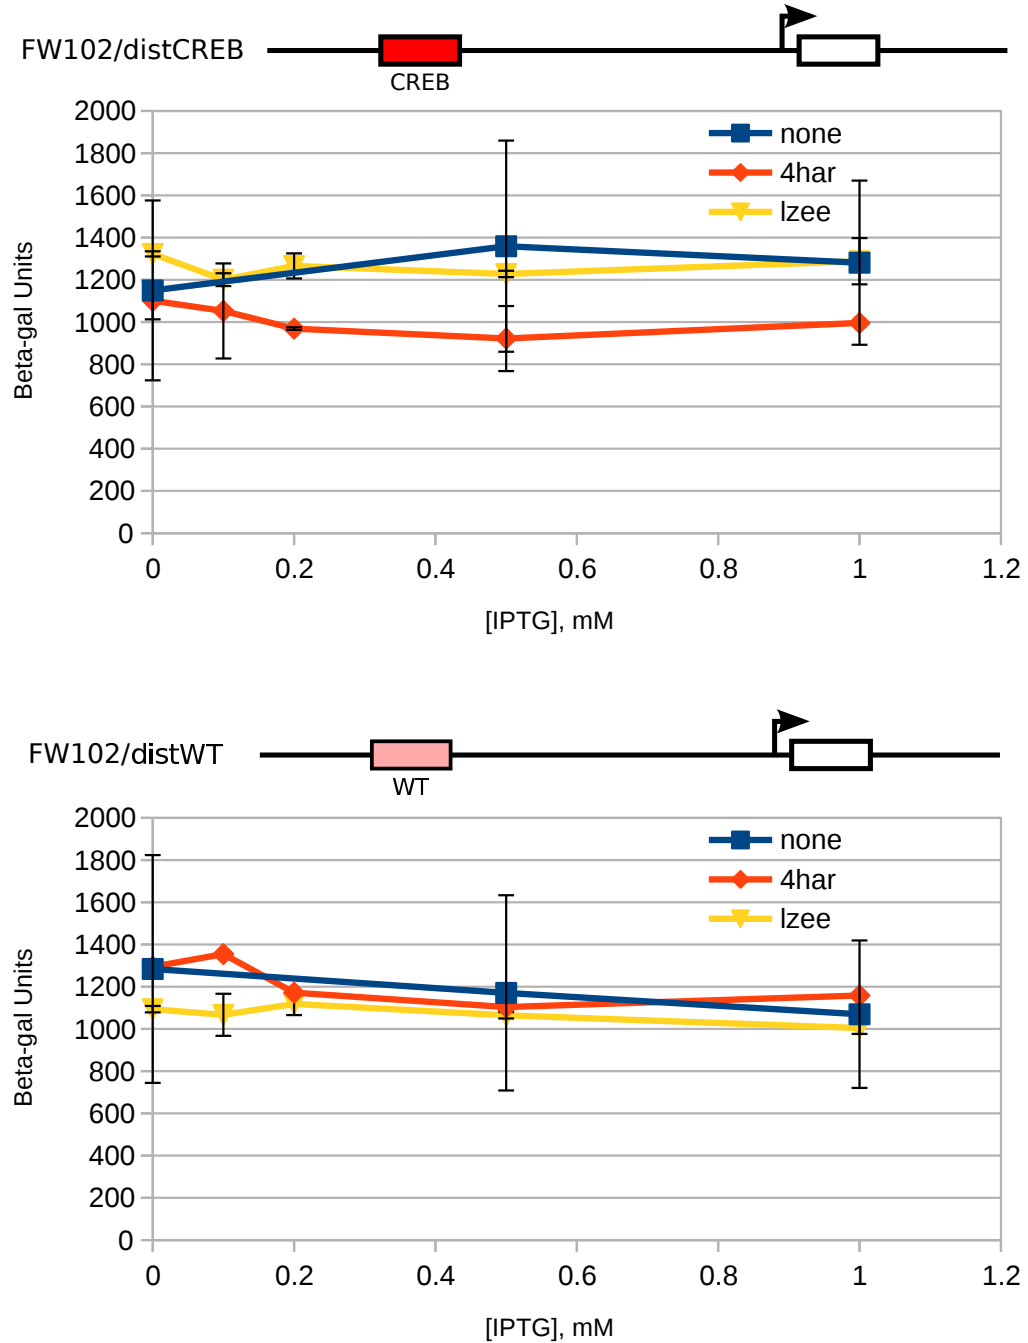 FW102/distCREB
CREB
2000
1800
1600
1400
1200
1000
800
600
400
200
0
Beta-gal Units
none
4har
lzee
0 0.2 0.4 0.6 0.8 1 1.2
[IPTG], mM
FW102/distWT
WT
2000
1800
1600
1400
1200
1000
800
600
400
200
0
Beta-gal Units
none
4har
lzee
0 0.2 0.4 0.6 0.8 1 1.2
[IPTG], mM